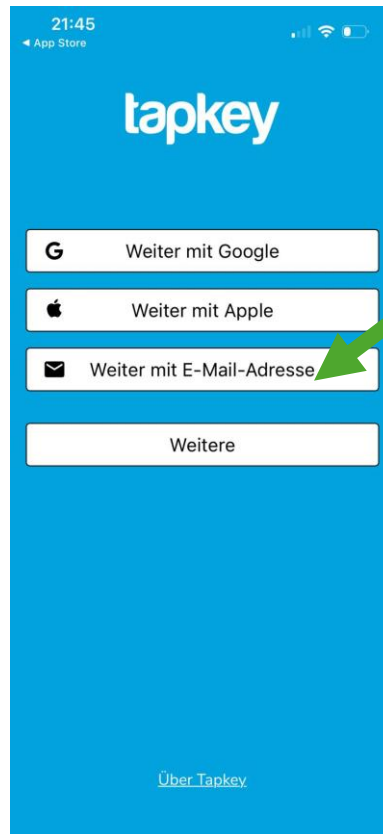 21:45
◀ App Store
tapkey
G Weiter mit Google
Weiter mit Apple
Weiter mit E-Mail-Adresse
Weitere
Über Tapkey